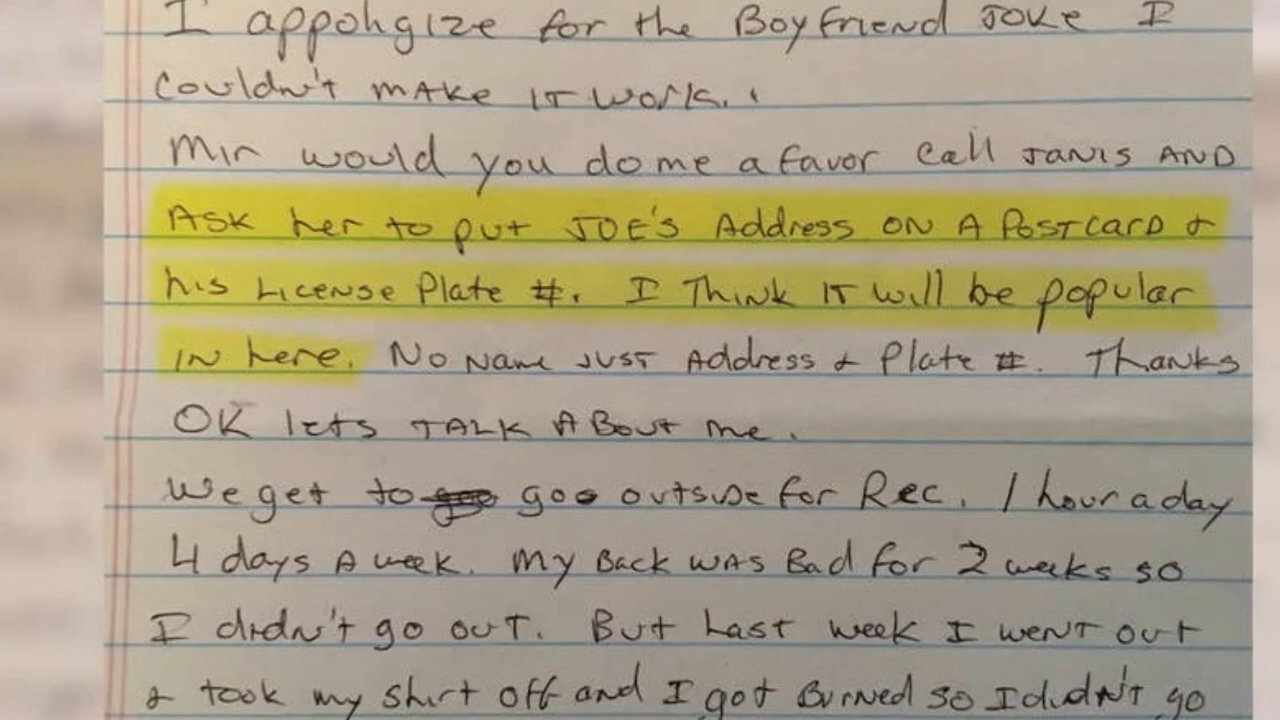 I appohgize for the Boyfriend Joke I
couldn't make IT work.
Mir would you do me a favor Call Janis AND
Ask her to put JOE'S Address ON A Postcard &
his License Plate #. I Think IT will be popular
IN here. No Name JUST Address & Plate #. Thanks
OK lets TALK About me.
We get to go outside for Rec. 1 hour a day
4 days A week. My Back was Bad for 2 weeks so
I didn't go out. But Last week I went out
& took my shirt off and I got Burned so I didn't go